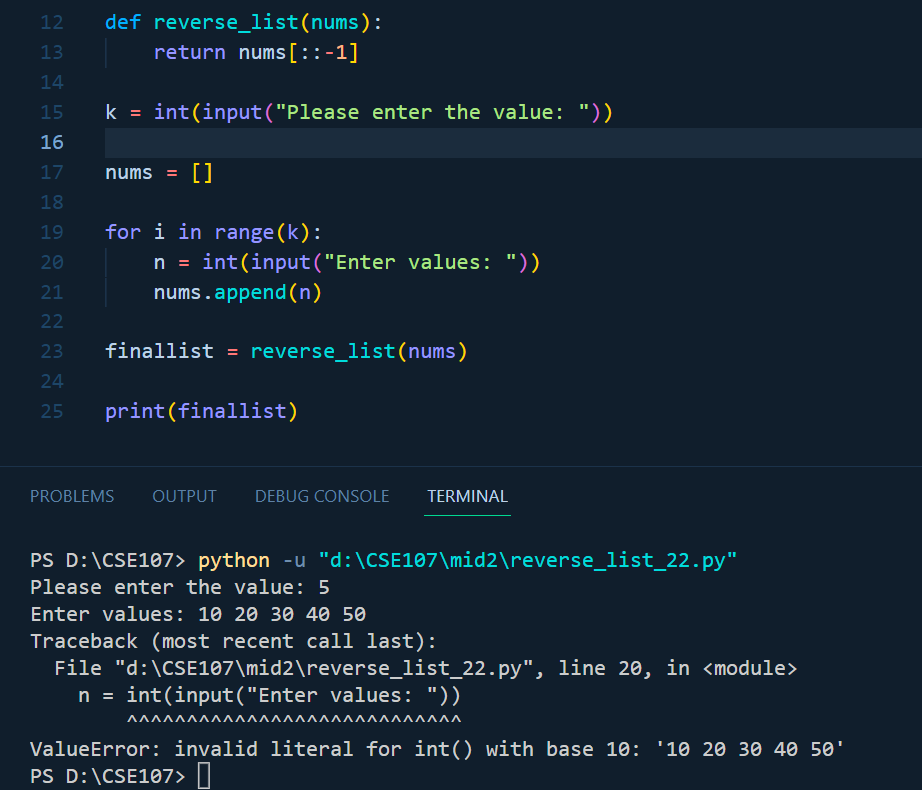 12 def reverse_list(nums):
13     return nums[::-1]
14
15 k = int(input("Please enter the value: "))
16
17 nums = []
18
19 for i in range(k):
20     n = int(input("Enter values: "))
21     nums.append(n)
22
23 finallist = reverse_list(nums)
24
25 print(finallist)
PROBLEMS OUTPUT DEBUG CONSOLE TERMINAL
PS D:\CSE107> python -u "d:\CSE107\mid2\reverse_list_22.py"
Please enter the value: 5
Enter values: 10 20 30 40 50
Traceback (most recent call last):
  File "d:\CSE107\mid2\reverse_list_22.py", line 20, in <module>
    n = int(input("Enter values: "))
        ^^^^^^^^^^^^^^^^^^^^^^^^^^^^
ValueError: invalid literal for int() with base 10: '10 20 30 40 50'
PS D:\CSE107>